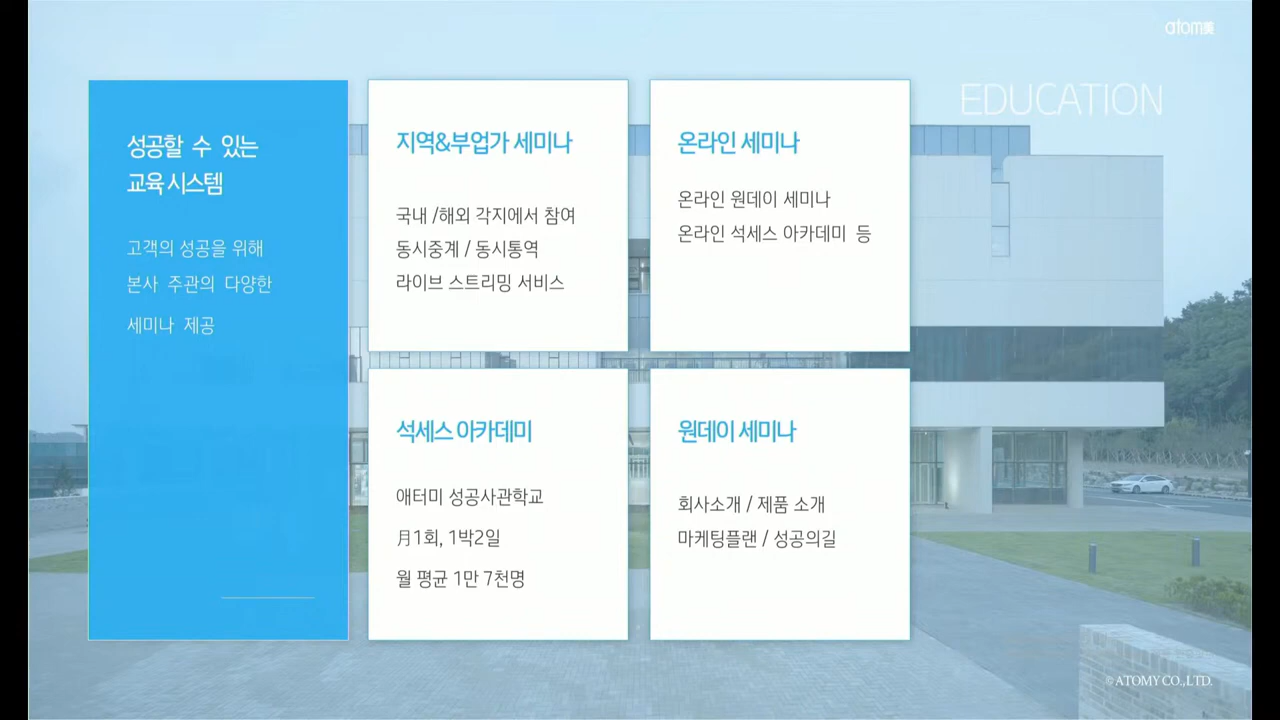 atom美
EDUCATION
성공할 수 있는
교육 시스템
고객의 성공을 위해
본사 주관의 다양한
세미나 제공
지역&부업가 세미나
국내 /해외 각지에서 참여
동시중계 / 동시통역
라이브 스트리밍 서비스
온라인 세미나
온라인 원데이 세미나
온라인 석세스 아카데미 등
석세스 아카데미
애터미 성공사관학교
月1회, 1박2일
월 평균 1만 7천명
원데이 세미나
회사소개 / 제품 소개
마케팅플랜 / 성공의길
© ATOMY CO.,LTD.